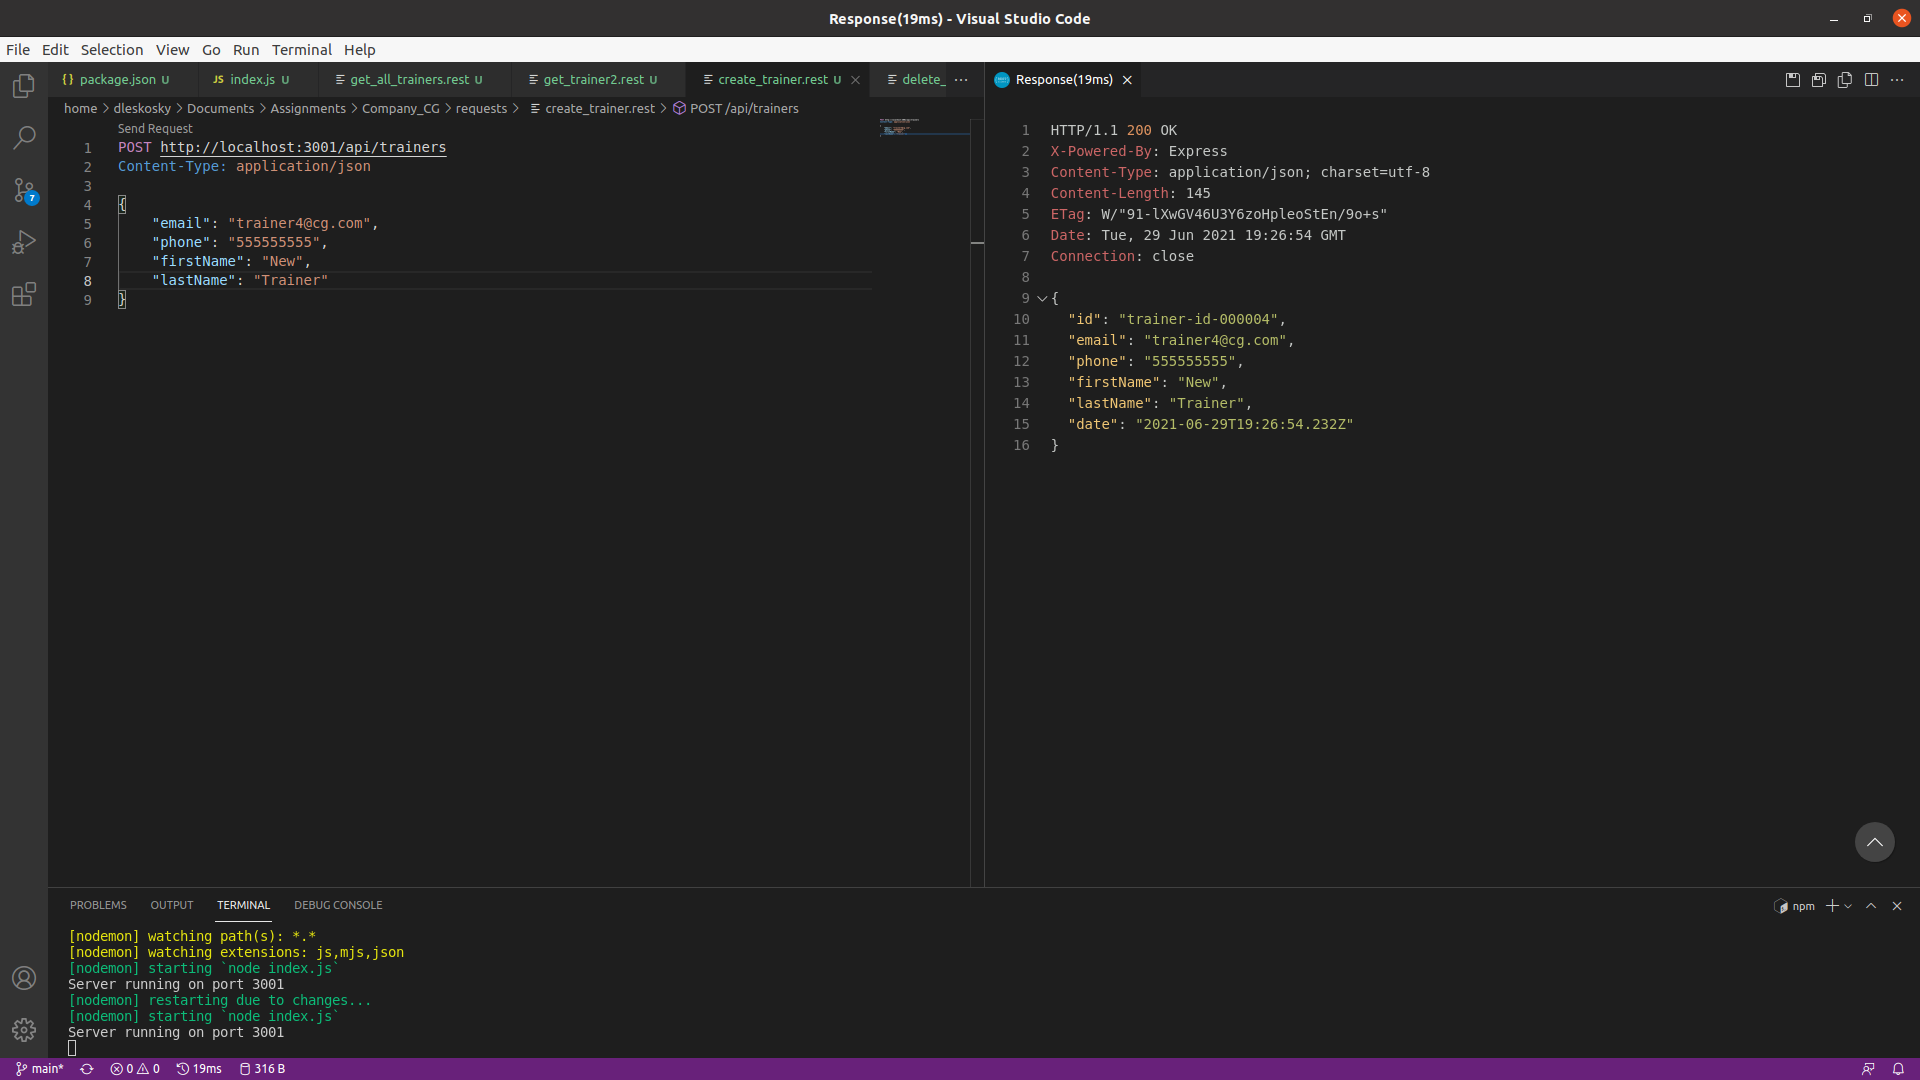 Response(19ms) - Visual Studio Code
File Edit Selection View Go Run Terminal Help
{} package.json U JS index.js U get_all_trainers.rest U get_trainer2.rest U create_trainer.rest U delete_ ···
home > dleskosky > Documents > Assignments > Company_CG > requests > create_trainer.rest > POST /api/trainers
Send Request
1 POST http://localhost:3001/api/trainers
2 Content-Type: application/json
3
4 {
5 "email": "trainer4@cg.com",
6 "phone": "555555555",
7 "firstName": "New",
8 "lastName": "Trainer"
9 }
Response(19ms)
1 HTTP/1.1 200 OK
2 X-Powered-By: Express
3 Content-Type: application/json; charset=utf-8
4 Content-Length: 145
5 ETag: W/"91-lXwGV46U3Y6zoHpleoStEn/9o+s"
6 Date: Tue, 29 Jun 2021 19:26:54 GMT
7 Connection: close
8
9 {
10 "id": "trainer-id-000004",
11 "email": "trainer4@cg.com",
12 "phone": "555555555",
13 "firstName": "New",
14 "lastName": "Trainer",
15 "date": "2021-06-29T19:26:54.232Z"
16 }
7
PROBLEMS OUTPUT TERMINAL DEBUG CONSOLE npm
[nodemon] watching path(s): *.*
[nodemon] watching extensions: js,mjs,json
[nodemon] starting `node index.js`
Server running on port 3001
[nodemon] restarting due to changes...
[nodemon] starting `node index.js`
Server running on port 3001
main* 0 0 19ms 316 B